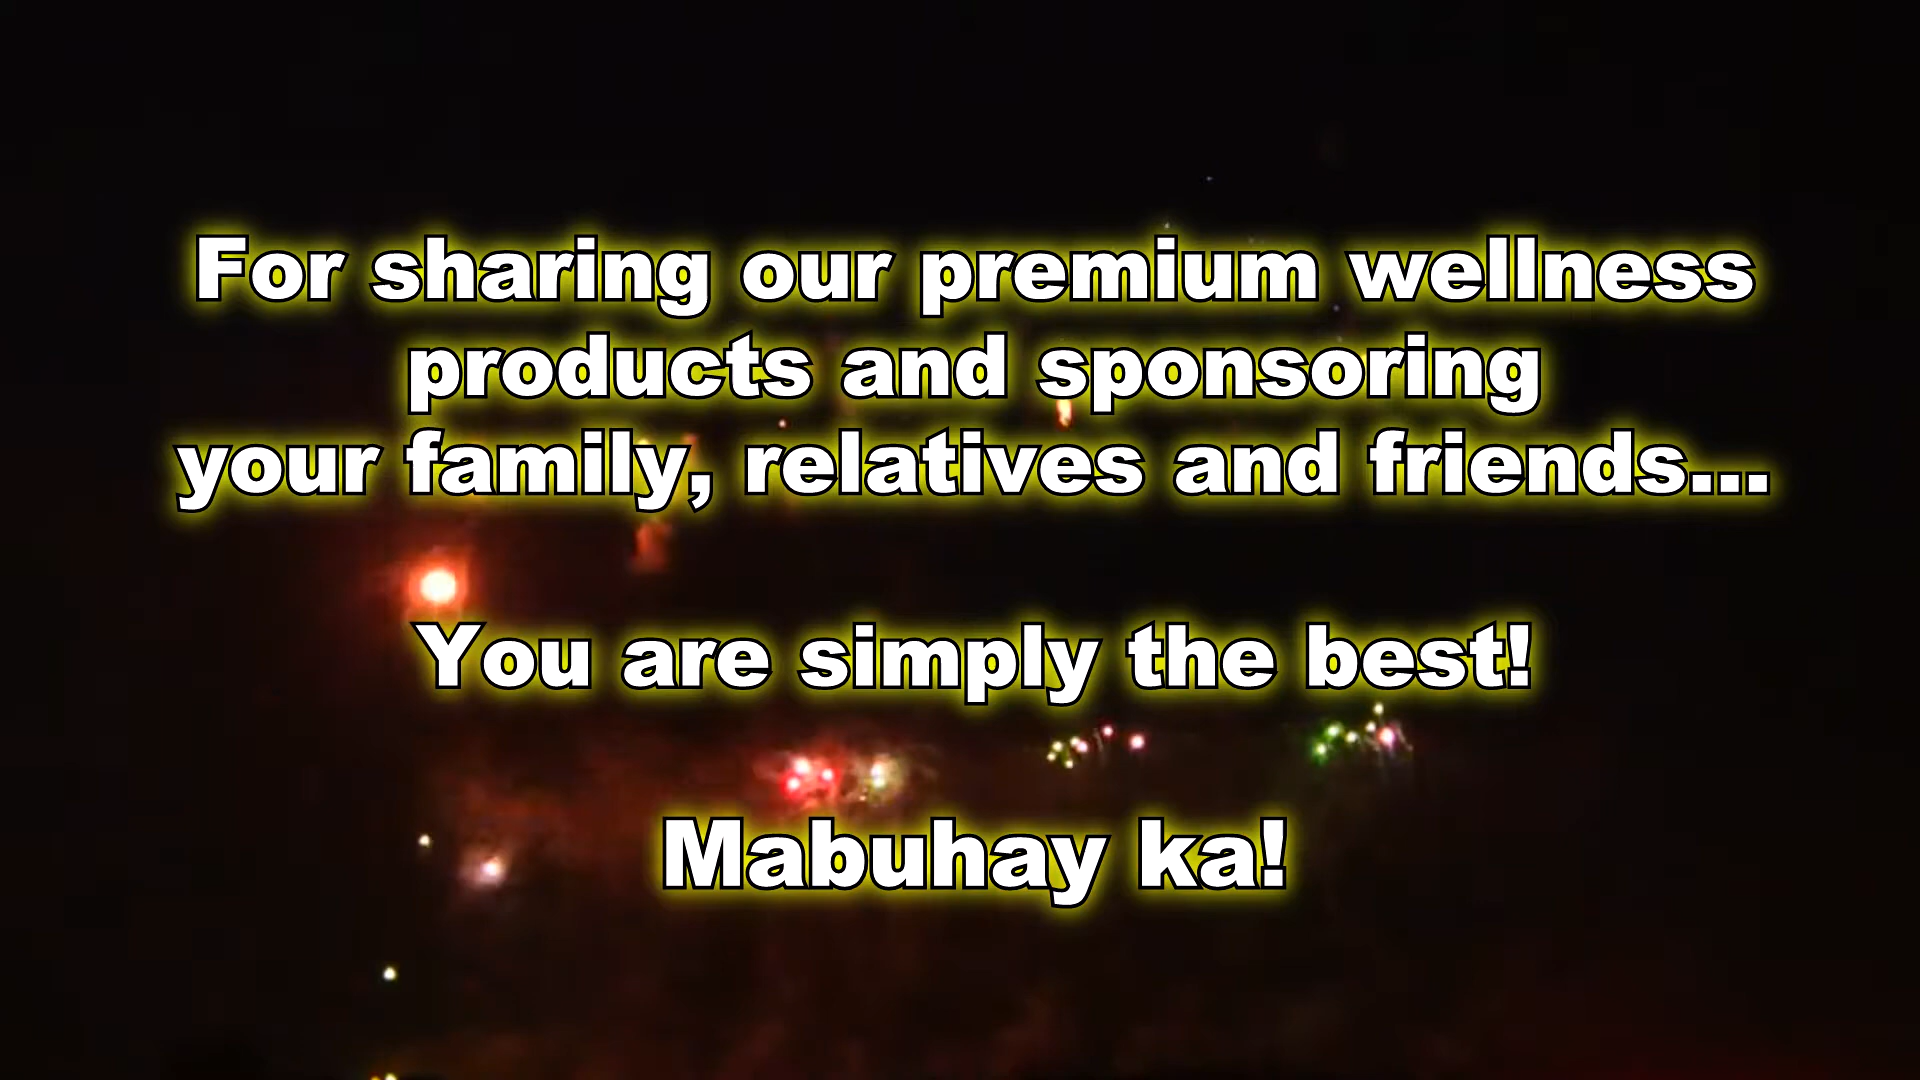 For sharing our premium wellness
products and sponsoring
your family, relatives and friends...
You are simply the best!
Mabuhay ka!